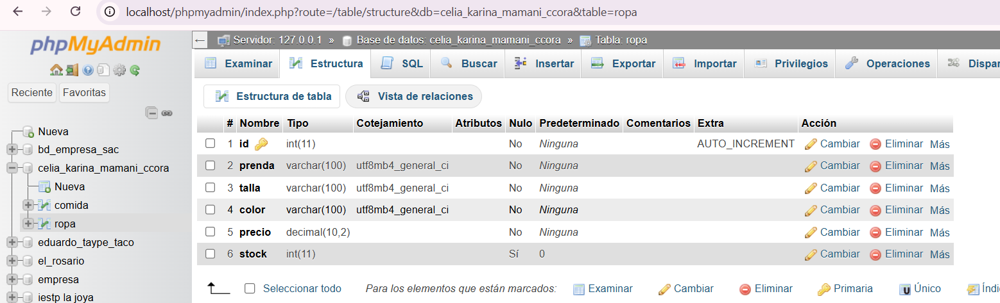 localhost/phpmyadmin/index.php?route=/table/structure&db=celia_karina_mamani_ccora&table=ropa
phpMyAdmin
Reciente Favoritas
Nueva
bd_empresa_sac
celia_karina_mamani_ccora
Nueva
comida
ropa
eduardo_taype_taco
el_rosario
empresa
iestp la joya
Servidor: 127.0.0.1 » Base de datos: celia_karina_mamani_ccora » Tabla: ropa
Examinar Estructura SQL Buscar Insertar Exportar Importar Privilegios Operaciones Dispar
Estructura de tabla Vista de relaciones
# Nombre Tipo Cotejamiento Atributos Nulo Predeterminado Comentarios Extra Acción
1 id int(11) No Ninguna AUTO_INCREMENT Cambiar Eliminar Más
2 prenda varchar(100) utf8mb4_general_ci No Ninguna Cambiar Eliminar Más
3 talla varchar(100) utf8mb4_general_ci No Ninguna Cambiar Eliminar Más
4 color varchar(100) utf8mb4_general_ci No Ninguna Cambiar Eliminar Más
5 precio decimal(10,2) No Ninguna Cambiar Eliminar Más
6 stock int(11) Sí 0 Cambiar Eliminar Más
Seleccionar todo Para los elementos que están marcados: Examinar Cambiar Eliminar Primaria Único Índi